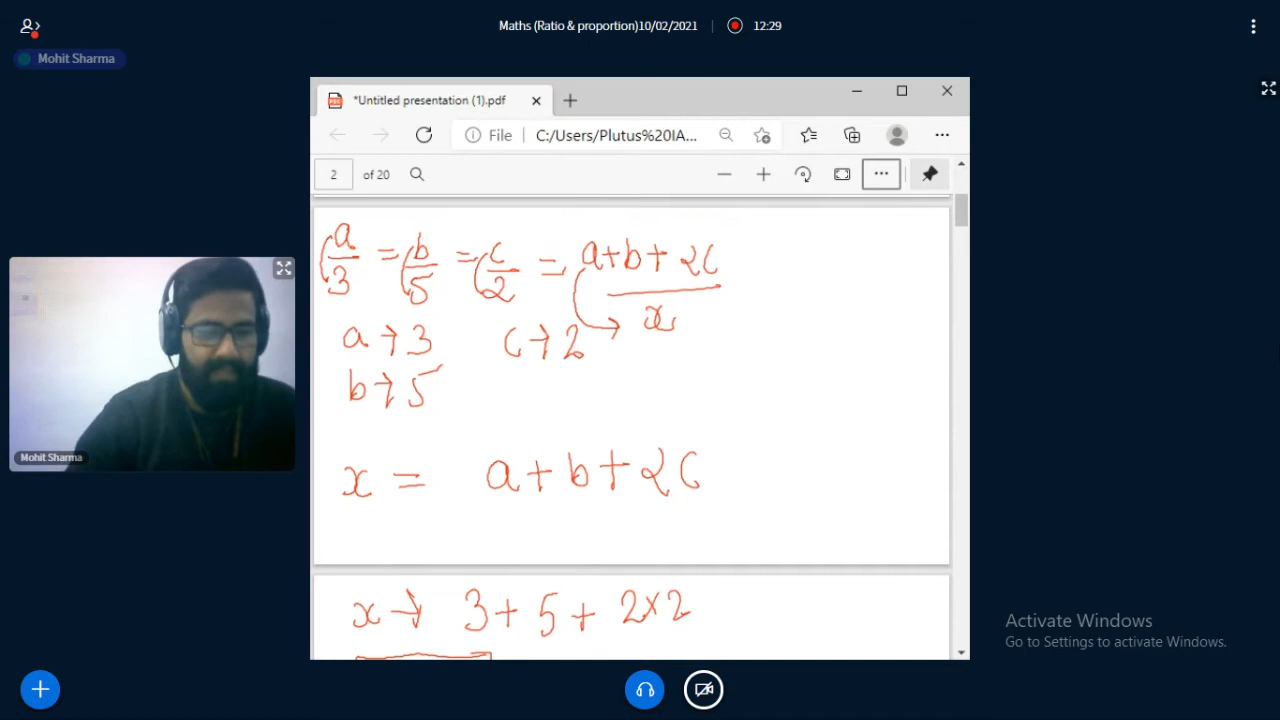 Maths (Ratio & proportion)10/02/2021 | 12:29
Mohit Sharma
*Untitled presentation (1).pdf
File C:/Users/Plutus%20IA...
2 of 20
a/3 = b/5 = c/2 = a+b+2c/x
a→3 c→2
b→5
x = a+b+2c
x→ 3+5+2×2
Mohit Sharma
Activate Windows
Go to Settings to activate Windows.